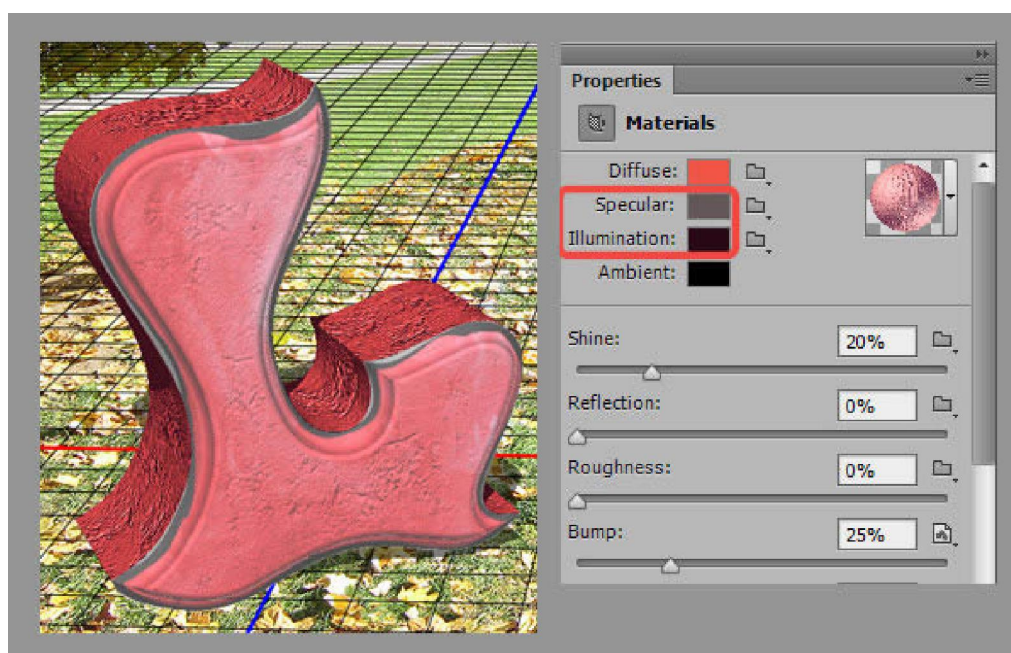 Properties
Materials
Diffuse:
Specular:
Illumination:
Ambient:
Shine: 20%
Reflection: 0%
Roughness: 0%
Bump: 25%